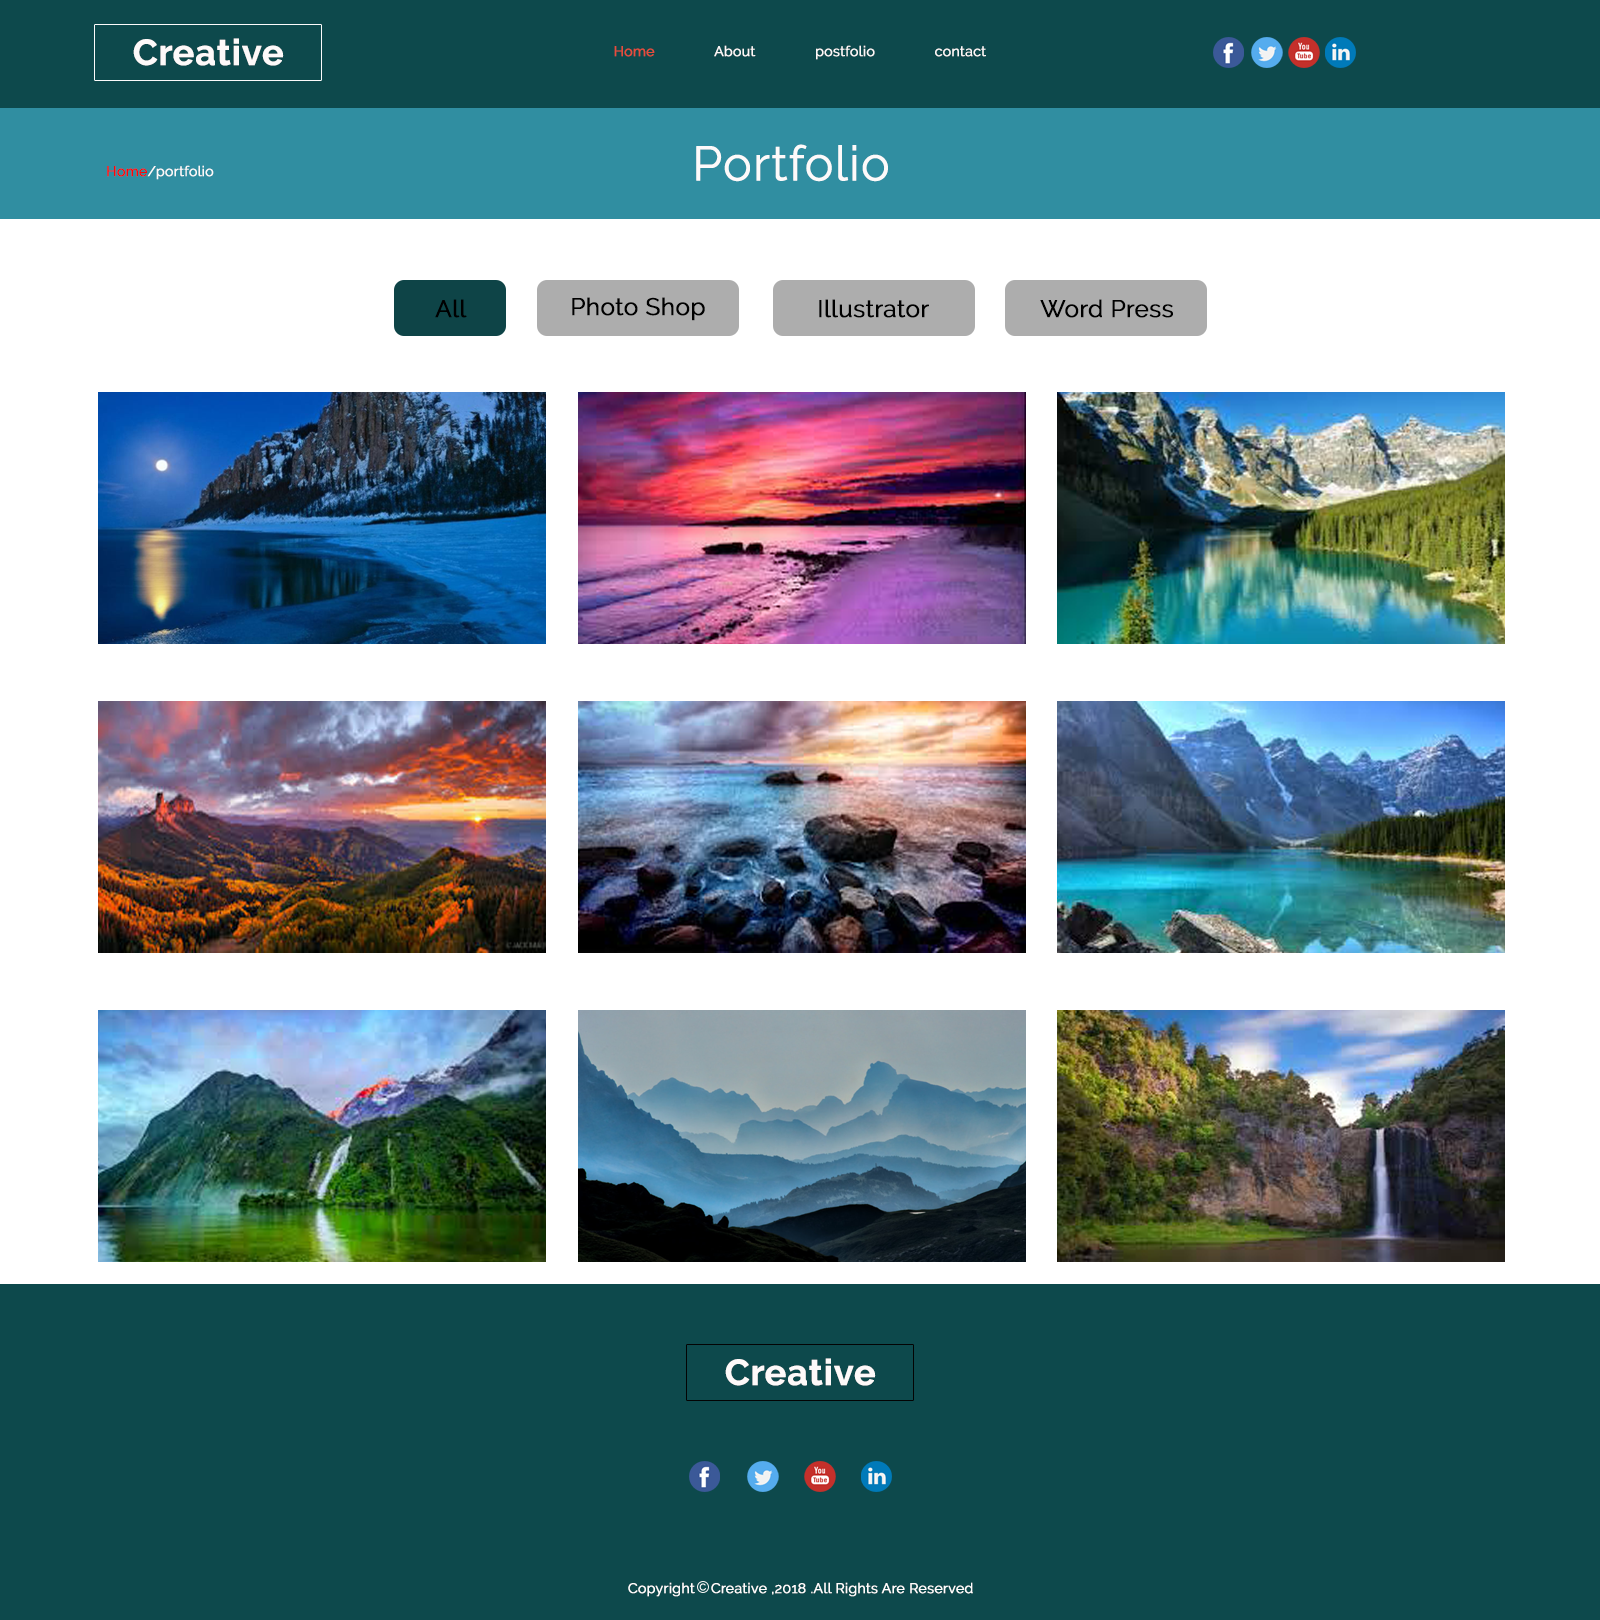 Creative
Home About postfolio contact
Portfolio
Home/portfolio
All Photo Shop Illustrator Word Press
Creative
Copyright©Creative ,2018 .All Rights Are Reserved